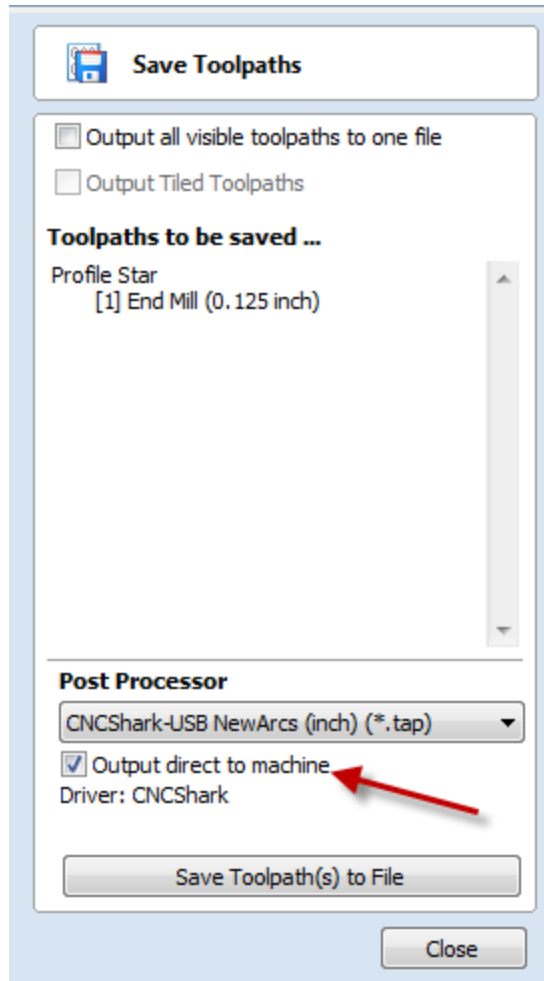 Save Toolpaths
Output all visible toolpaths to one file
Output Tiled Toolpaths
Toolpaths to be saved ...
Profile Star
[1] End Mill (0.125 inch)
Post Processor
CNCShark-USB NewArcs (inch) (*.tap)
Output direct to machine
Driver: CNCShark
Save Toolpath(s) to File
Close